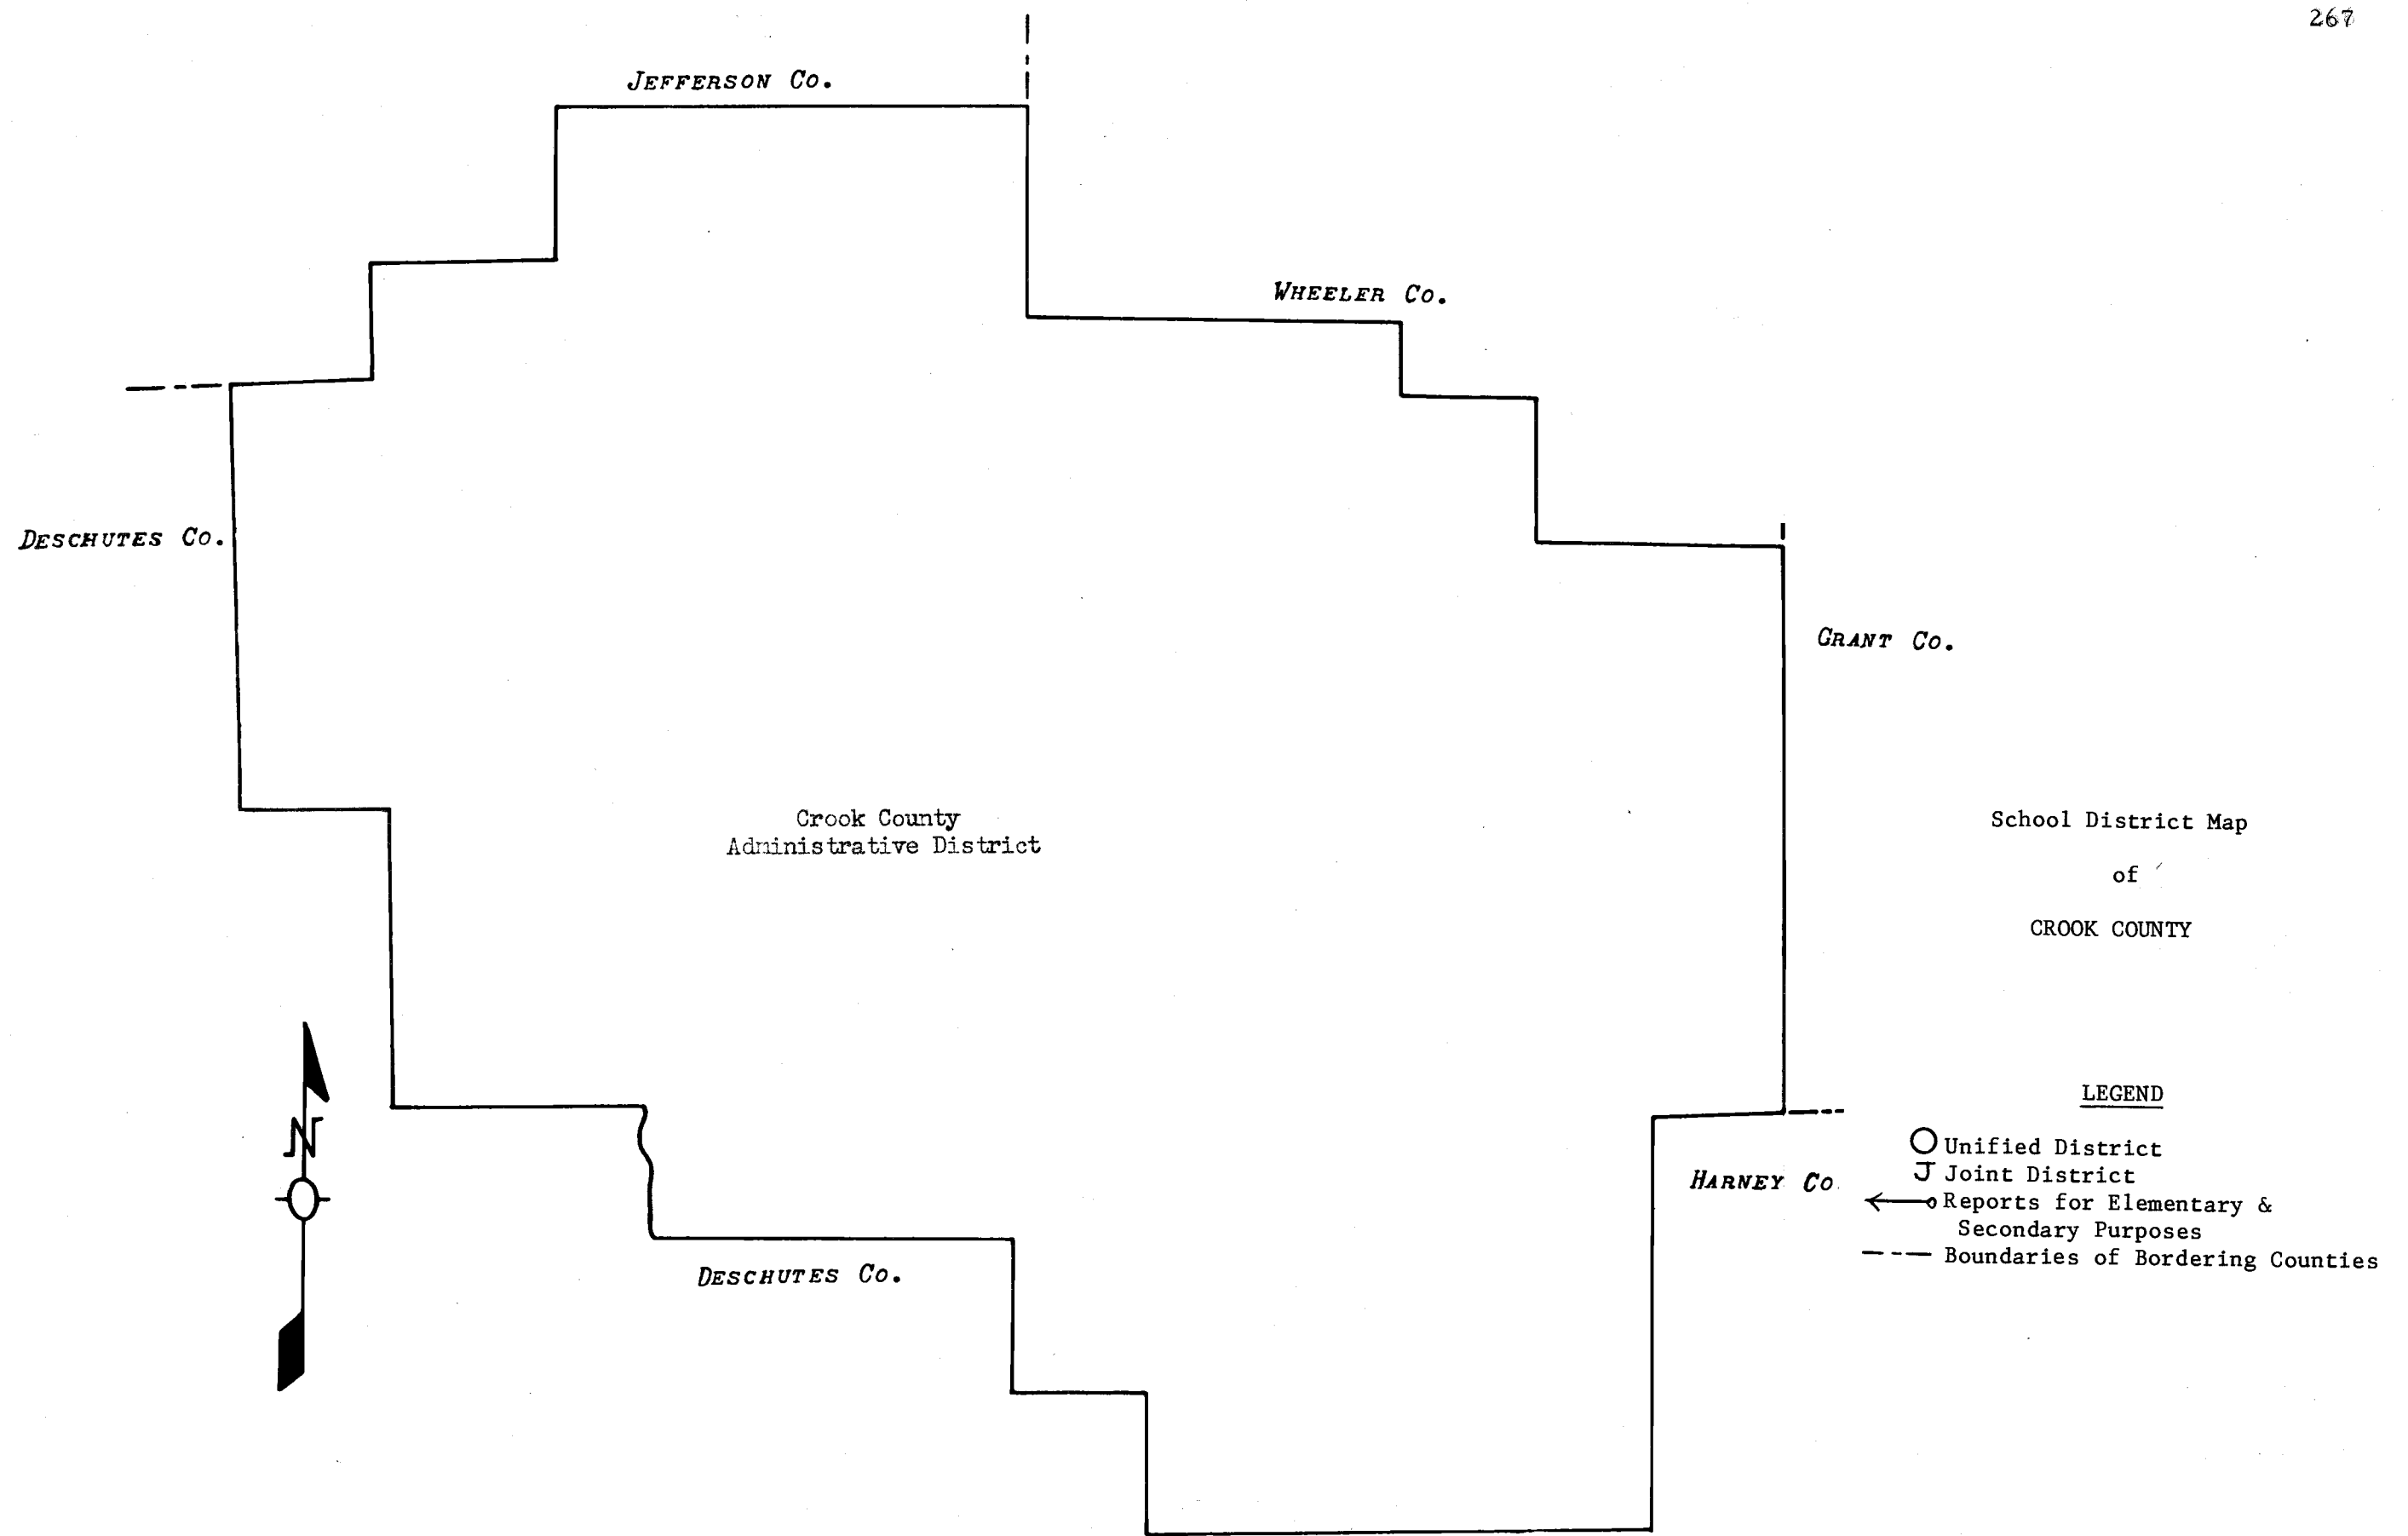 267
JEFFERSON CO.
WHEELER CO.
DESCHUTES CO.
GRANT CO.
Crook County
Administrative District
School District Map
of
CROOK COUNTY
N
HARNEY CO.
DESCHUTES CO.
LEGEND
Unified District
J Joint District
Reports for Elementary &
Secondary Purposes
Boundaries of Bordering Counties